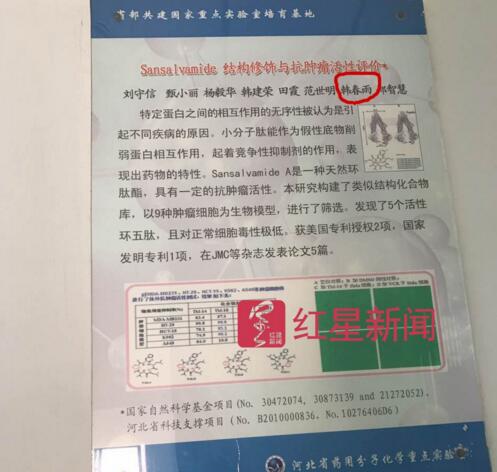 省部共建国家重点实验室培育基地
Sansalvamide 结构修饰与抗肿瘤活性评价*
刘守信 甄小丽 杨毅华 韩建荣 田霞 范世明 韩春雨 郑智慧
特定蛋白之间的相互作用的无序性被认为是引
起不同疾病的原因。小分子肽能作为假性底物削
弱蛋白相互作用，起着竞争性抑制剂的作用，表
现出药物的特性。Sansalvamide A是一种天然环
肽酯，具有一定的抗肿瘤活性。本研究构建了类似结构化合物
库，以9种肿瘤细胞为生物模型，进行了筛选。发现了5个活性
环五肽，且对正常细胞毒性极低。获美国专利授权2项，国家
发明专利1项，在JMC等杂志发表论文5篇。
HT-29
HCT-15
K562
A549
红星新闻
红星新闻
*国家自然科学基金项目(No. 30472074, 30873139 and 21272052),
河北省科技支撑项目 (No. B2010000836. No.10276406D6)
河北省药用分子化学重点实验室